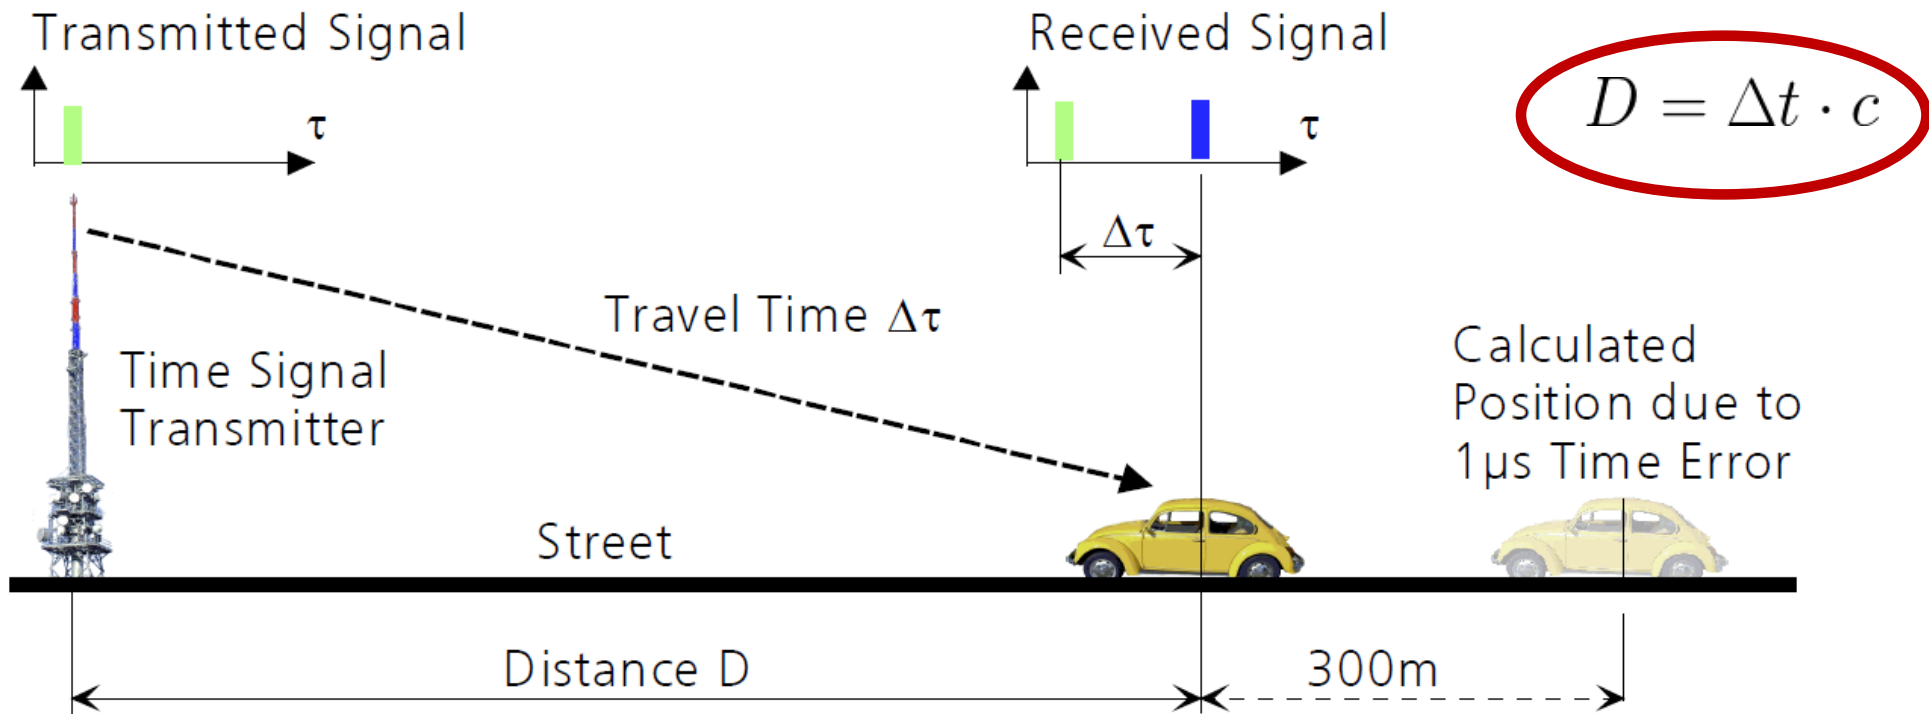 Transmitted Signal
τ
Received Signal
τ
D = Δt · c
Δτ
Travel Time Δτ
Time Signal
Transmitter
Calculated
Position due to
1µs Time Error
Street
Distance D
300m